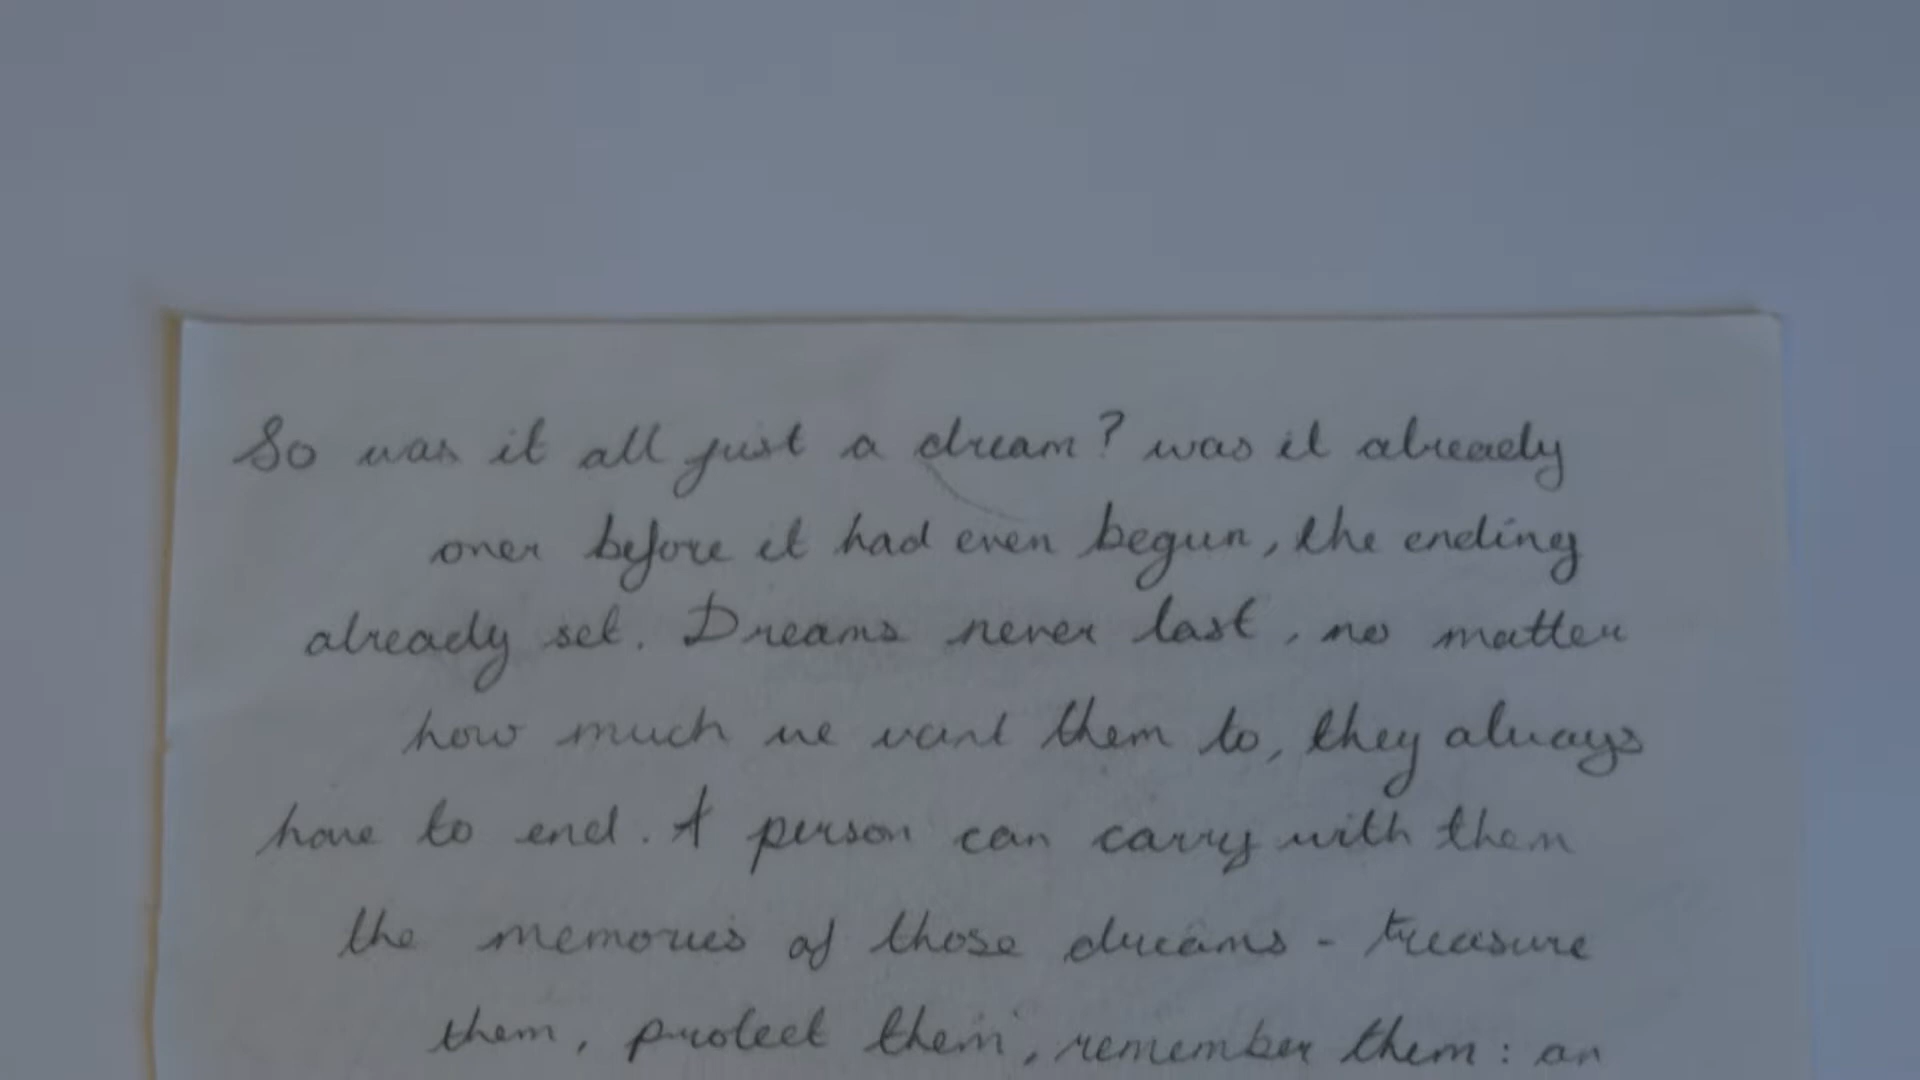 So was it all just a dream? was it already
over before it had even begun, the ending
already set. Dreams never last, no matter
how much we want them to, they always
have to end. A person can carry with them
the memories of those dreams - treasure
them, protect them, remember them: an